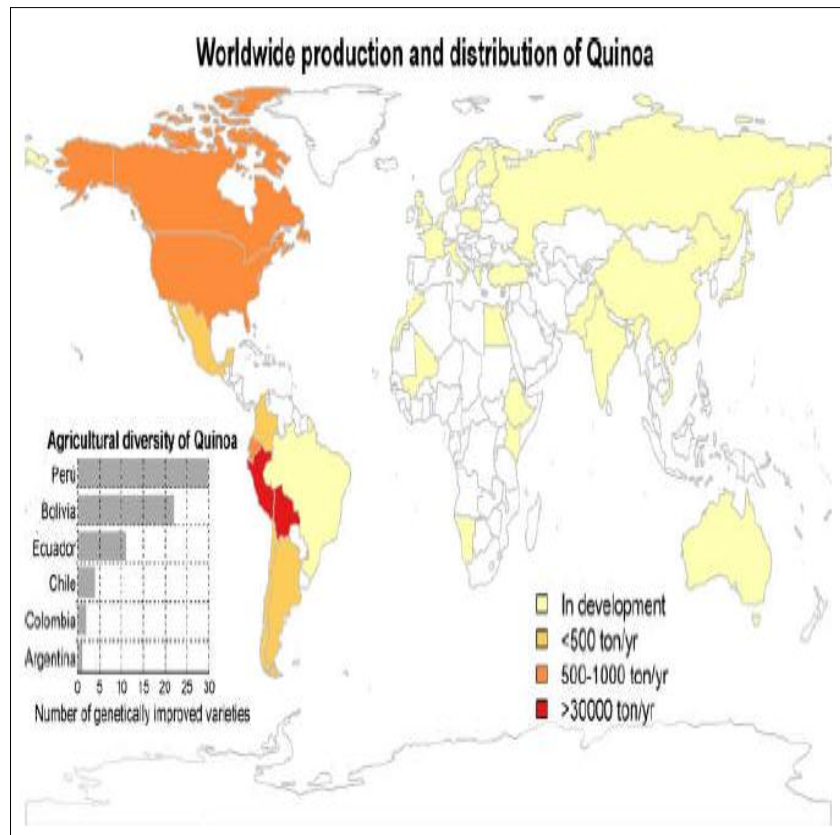 Worldwide production and distribution of Quinoa
Agricultural diversity of Quinoa
Perú
Bolivia
Ecuador
Chile
Colombia
Argentina
0 5 10 15 20 25 30
Number of genetically improved varieties
In development
<500 ton/yr
500-1000 ton/yr
>30000 ton/yr